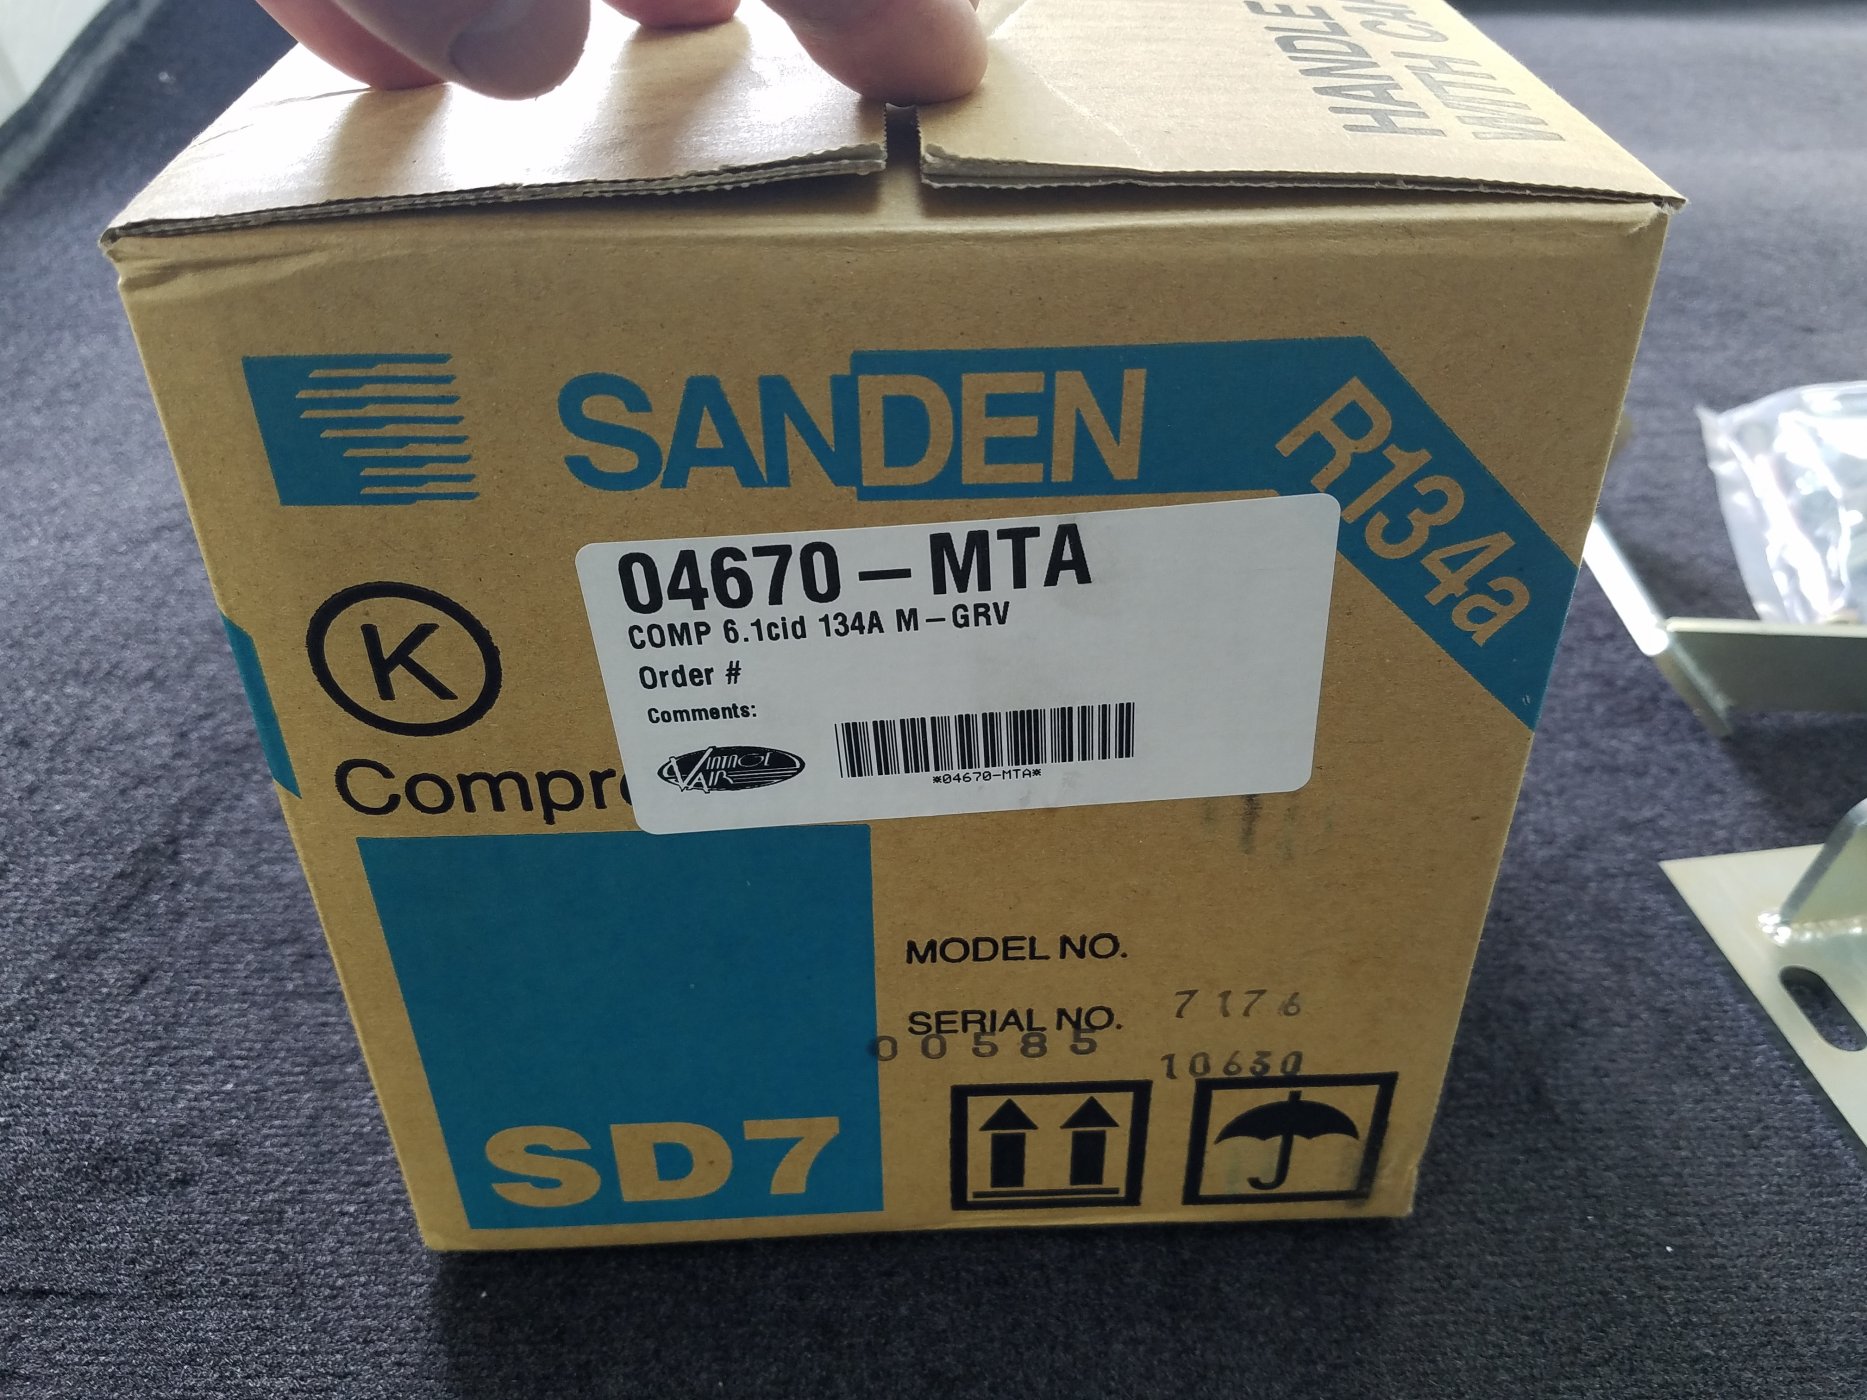 HANDLE
WITH CAR
SANDEN
R134a
04670-MTA
COMP 6.1cid 134A M-GRV
Order #
Comments:
VINTAGE AIR
*04670-MTA*
K
Compre
MODEL NO.
7176
SERIAL NO.
00585
10630
SD7